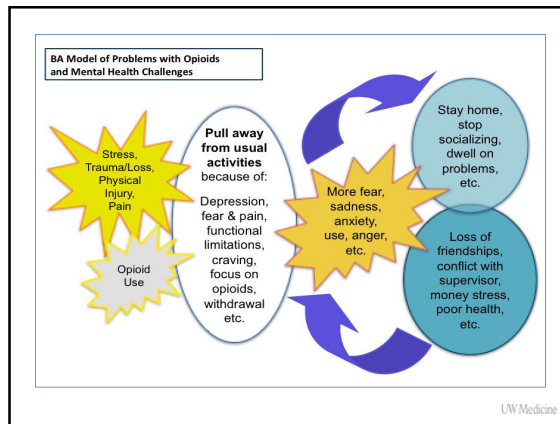 BA Model of Problems with Opioids
and Mental Health Challenges
Stress,
Trauma/Loss,
Physical
Injury,
Pain
Opioid
Use
Pull away
from usual
activities
because of:
Depression,
fear & pain,
functional
limitations,
craving,
focus on
opioids,
withdrawal
etc.
More fear,
sadness,
anxiety,
use, anger,
etc.
Stay home,
stop
socializing,
dwell on
problems,
etc.
Loss of
friendships,
conflict with
supervisor,
money stress,
poor health,
etc.
UW Medicine